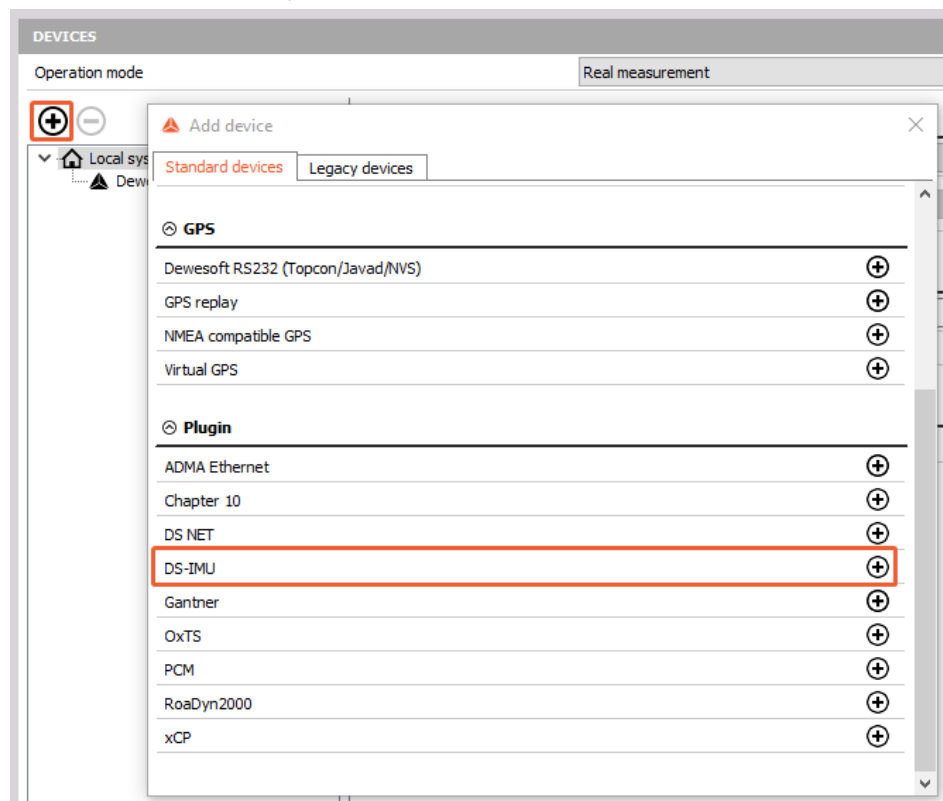 DEVICES
Operation mode Real measurement
Add device
Local sys
Standard devices Legacy devices
Dewe
GPS
Dewesoft RS232 (Topcon/Javad/NVS)
GPS replay
NMEA compatible GPS
Virtual GPS
Plugin
ADMA Ethernet
Chapter 10
DS NET
DS-IMU
Gantner
OxTS
PCM
RoaDyn2000
xCP